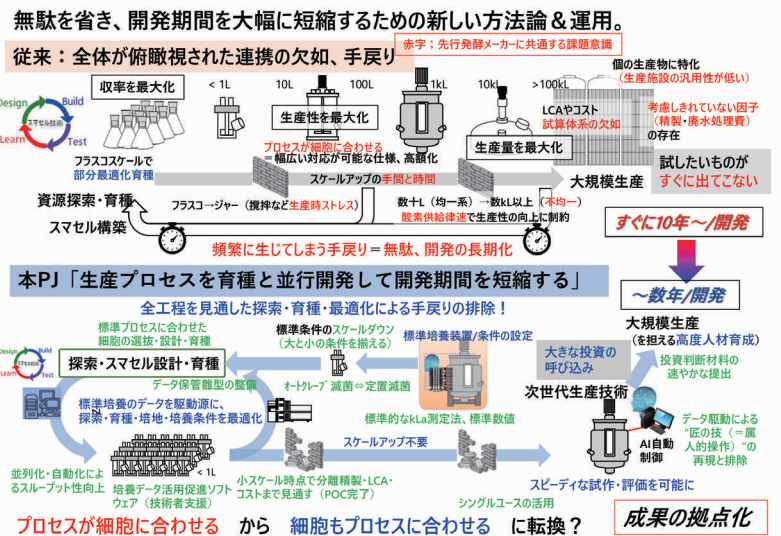 無駄を省き、開発期間を大幅に短縮するための新しい方法論＆運用。
従来：全体が俯瞰視された連携の欠如、手戻り
赤字：先行発酵メーカーに共通する課題意識
Design
Build
スマセル技術
Learn
Test
収率を最大化
< 1L
10L
100L
1kL
10kL
>100kL
個の生産物に特化
（生産施設の汎用性が低い）
生産性を最大化
LCAやコスト
試算体系の欠如
考慮しきれていない因子
（精製・廃水処理費）
の存在
生産量を最大化
プロセスが細胞に合わせる
＝幅広い対応が可能な仕様、高額化
フラスコスケールで
部分最適化育種
スケールアップの手間と時間
大規模生産
試したいものが
すぐに出てこない
資源探索・育種
スマセル構築
フラスコ→ジャー（撹拌など生産時ストレス）
数十L（均一系）→数kL以上（不均一）
酸素供給律速で生産性の向上に制約
頻繁に生じてしまう手戻り＝無駄、開発の長期化
すぐに10年～/開発
本PJ「生産プロセスを育種と並行開発して開発期間を短縮する」
～数年/開発
全工程を見通した探索・育種・最適化による手戻りの排除！
大規模生産
（を担える高度人材育成）
標準プロセスに合わせた
細胞の選抜・設計・育種
標準条件のスケールダウン
（大と小の条件を揃える）
標準培養装置/条件の設定
大きな投資の
呼び込み
投資判断材料の
速やかな提出
Design
Build
スマセル技術
Learn
Test
探索・スマセル設計・育種
データ保管雛型の整備
オートクレーブ滅菌⇔定置滅菌
次世代生産技術
標準培養のデータを駆動源に、
探索・育種・培地・培養条件を最適化
標準的なkLa測定法、標準数値
データ駆動による
"匠の技（＝属
人的操作）"の
再現と排除
AI自動
制御
スケールアップ不要
< 1L
並列化・自動化によ
るスループット性向上
培養データ活用促進ソフト
ウェア（技術者支援）
小スケール時点で分離精製・LCA・
コストまで見通す（POC完了）
シングルユースの活用
スピーディな試作・評価を可能に
プロセスが細胞に合わせる から 細胞もプロセスに合わせる に転換？
成果の拠点化